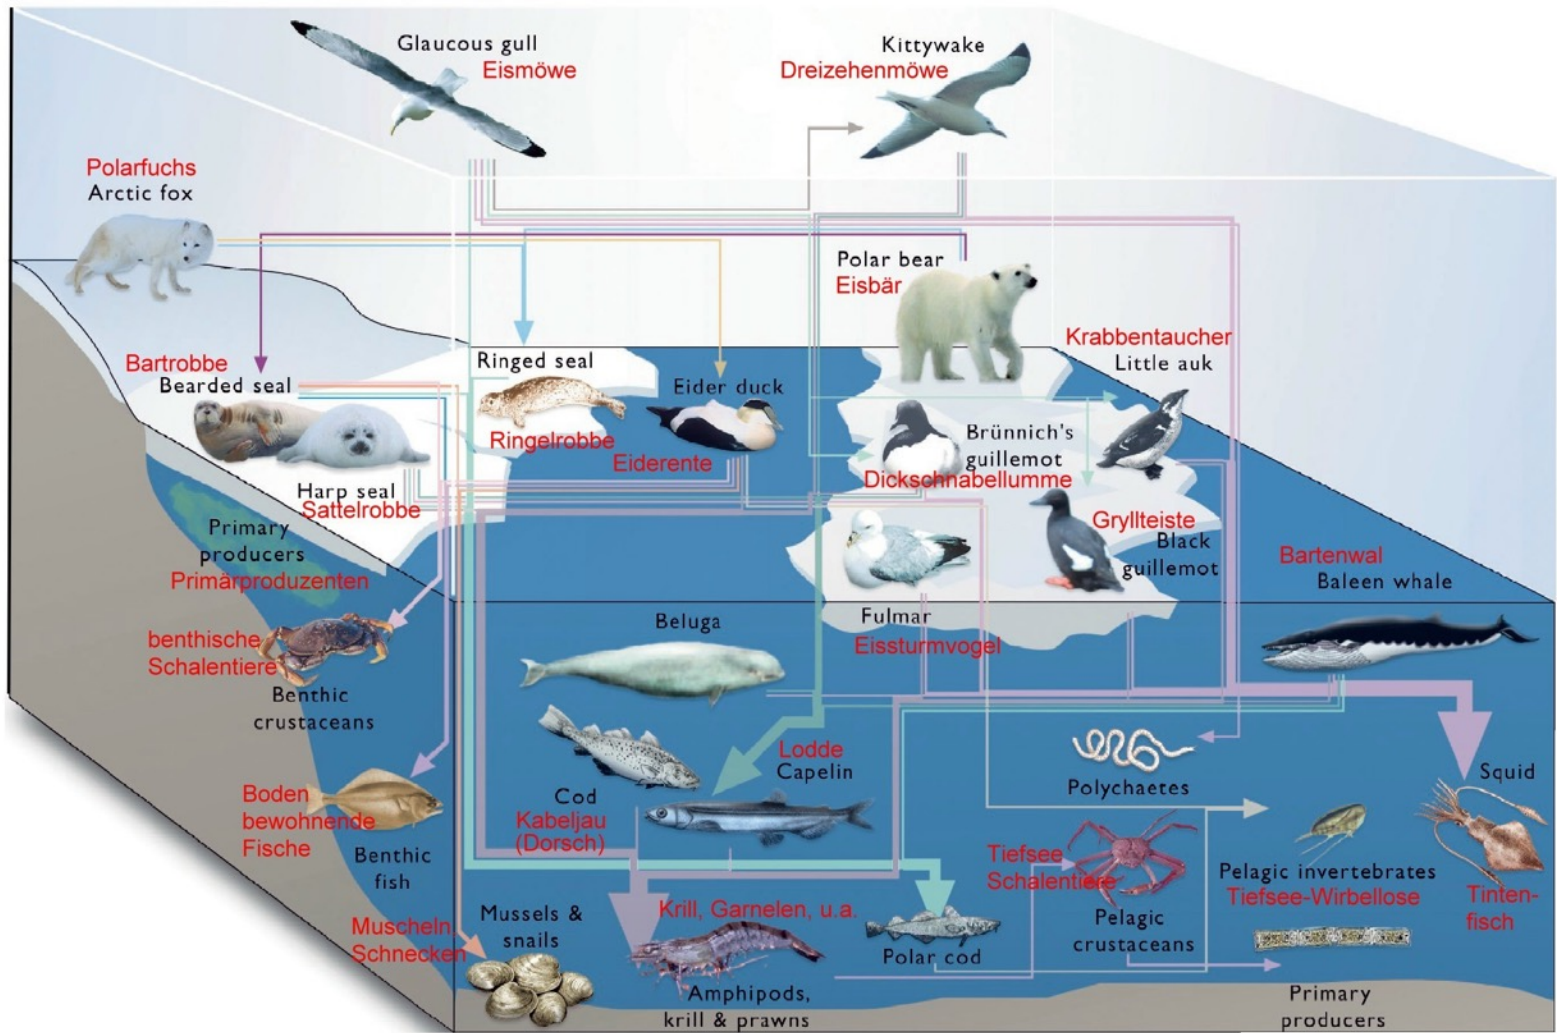 Glaucous gull
Eismöwe
Kittywake
Dreizehenmöwe
Polarfuchs
Arctic fox
Polar bear
Eisbär
Krabbentaucher
Little auk
Bartrobbe
Bearded seal
Ringed seal
Eider duck
Ringelrobbe
Eiderente
Brünnich's
guillemot
Dickschnabellumme
Harp seal
Sattelrobbe
Gryllteiste
Black
guillemot
Primary
producers
Primärproduzenten
Bartenwal
Baleen whale
Beluga
Fulmar
Eissturmvogel
benthische
Schalentiere
Benthic
crustaceans
Lodde
Capelin
Cod
Kabeljau
(Dorsch)
Polychaetes
Squid
Boden
bewohnende
Fische
Benthic
fish
Tiefsee
Schalentiere
Pelagic invertebrates
Tiefsee-Wirbellose
Tinten-
fisch
Muscheln,
Schnecken
Mussels &
snails
Krill, Garnelen, u.a.
Polar cod
Pelagic
crustaceans
Amphipods,
krill & prawns
Primary
producers